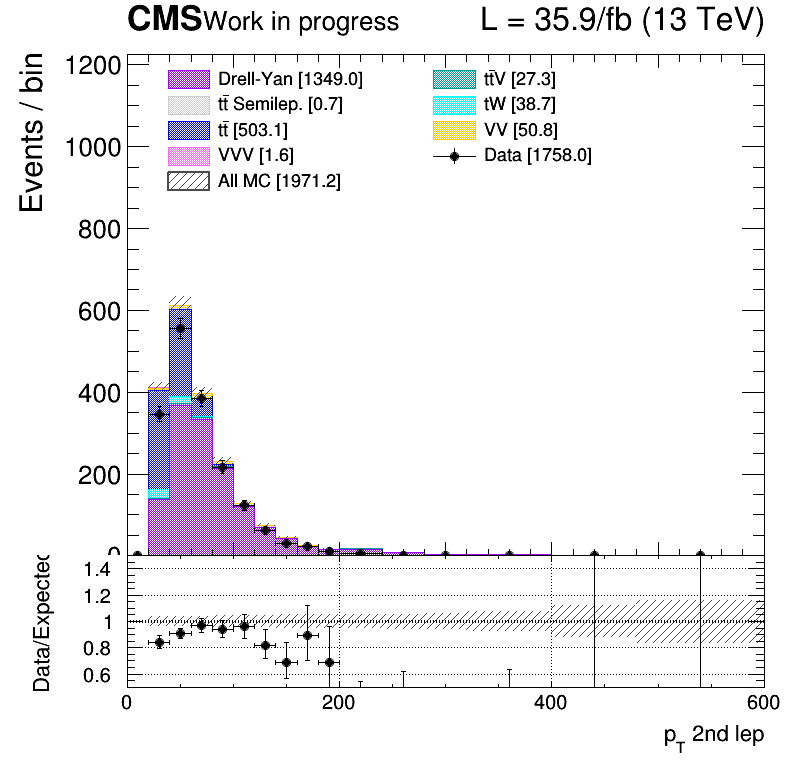 CMS Work in progress L = 35.9/fb (13 TeV)
Events / bin
1200
1000
800
600
400
200
0
Drell-Yan [1349.0]
tt̄ Semilep. [0.7]
tt̄ [503.1]
VVV [1.6]
All MC [1971.2]
tt̄V [27.3]
tW [38.7]
VV [50.8]
Data [1758.0]
Data/Expected
1.4
1.2
1
0.8
0.6
0 200 400 600
p_T 2nd lep